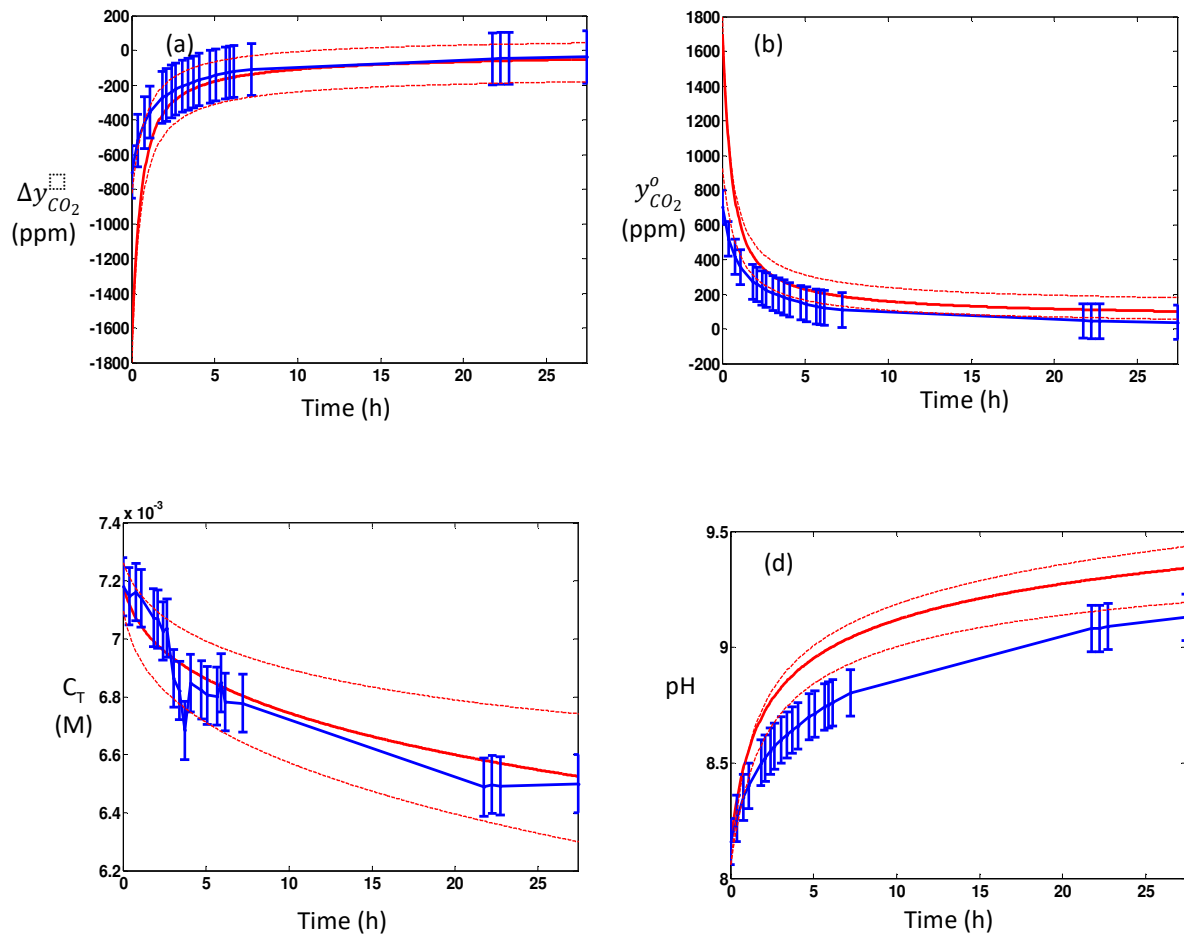 (a)
200
0
-200
-400
-600
-800
-1000
-1200
-1400
-1600
-1800
Δy CO2
(ppm)
0 5 10 15 20 25
Time (h)
(b)
1800
1600
1400
1200
1000
800
600
400
200
0
-200
y°CO2
(ppm)
0 5 10 15 20 25
Time (h)
x 10⁻³
7.4
7.2
7
6.8
6.6
6.4
6.2
CT
(M)
0 5 10 15 20 25
Time (h)
(d)
9.5
9
8.5
8
pH
0 5 10 15 20 25
Time (h)